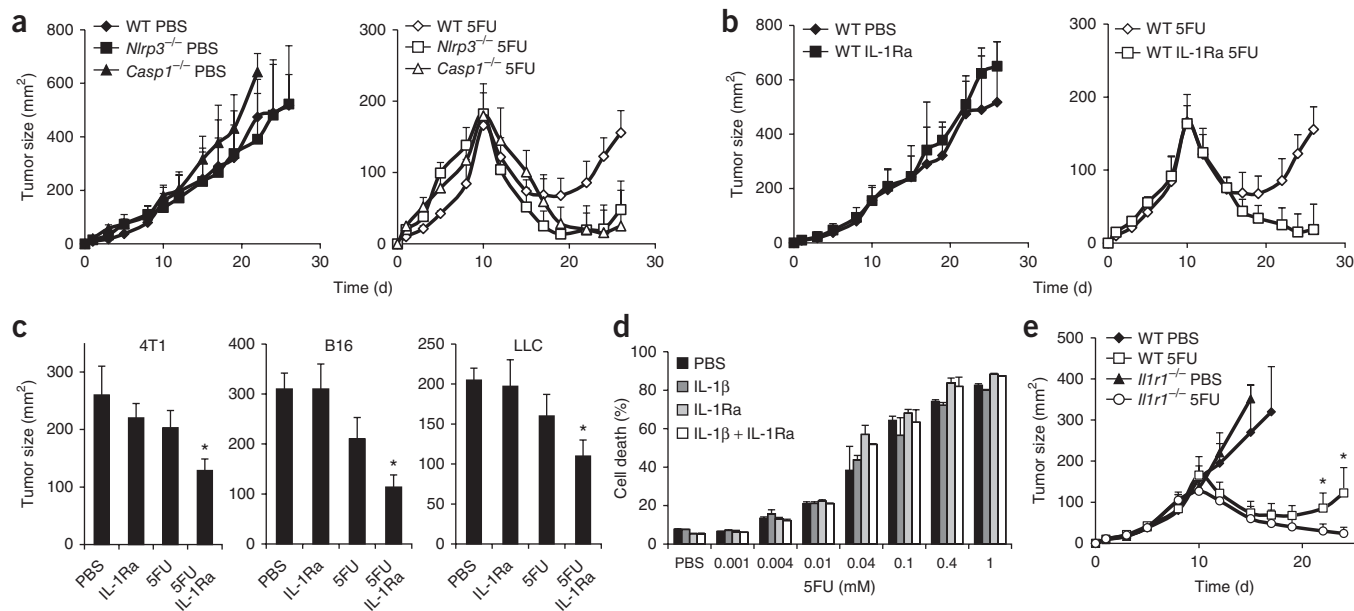 a
WT PBS
Nlrp3−/− PBS
Casp1−/− PBS
Tumor size (mm2)
800
600
400
200
0
0 10 20 30
WT 5FU
Nlrp3−/− 5FU
Casp1−/− 5FU
300
200
100
0
0 10 20 30
Time (d)
b
WT PBS
WT IL-1Ra
Tumor size (mm2)
800
600
400
200
0
0 10 20 30
WT 5FU
WT IL-1Ra 5FU
300
200
100
0
0 10 20 30
Time (d)
c
4T1
Tumor size (mm2)
300
200
100
0
*
PBS
IL-1Ra
5FU
5FU IL-1Ra
B16
400
300
200
100
0
*
PBS
IL-1Ra
5FU
5FU IL-1Ra
LLC
250
200
150
100
50
0
*
PBS
IL-1Ra
5FU
5FU IL-1Ra
d
PBS
IL-1β
IL-1Ra
IL-1β + IL-1Ra
Cell death (%)
100
80
60
40
20
0
PBS 0.001 0.004 0.01 0.04 0.1 0.4 1
5FU (mM)
e
WT PBS
WT 5FU
Il1r1−/− PBS
Il1r1−/− 5FU
Tumor size (mm2)
500
400
300
200
100
0
* *
0 10 20
Time (d)